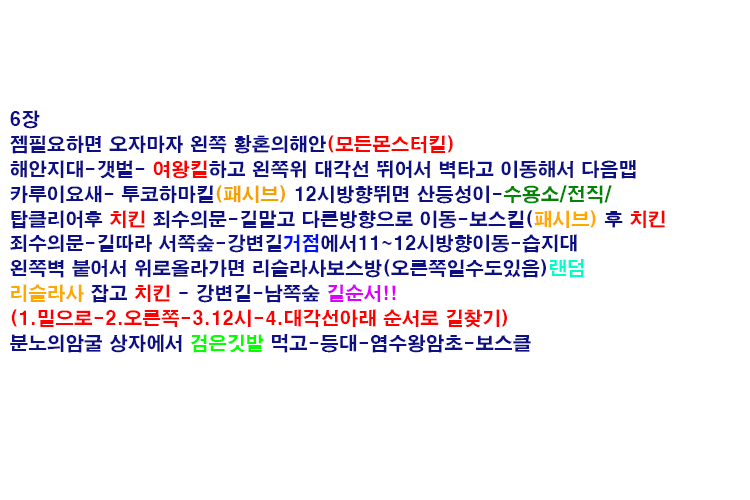 6장
젬필요하면 오자마자 왼쪽 황혼의해안(모든몬스터킬)
해안지대-갯벌- 여왕킬하고 왼쪽위 대각선 뛰어서 벽타고 이동해서 다음맵
카루이요새- 투코하마킬(패시브) 12시방향뛰면 산등성이-수용소/전직/
탑클리어후 치킨 죄수의문-길말고 다른방향으로 이동-보스킬(패시브) 후 치킨
죄수의문-길따라 서쪽숲-강변길거점에서11~12시방향이동-습지대
왼쪽벽 붙어서 위로올라가면 리슬라사보스방(오른쪽일수도있음)랜덤
리슬라사 잡고 치킨 - 강변길-남쪽숲 길순서!!
(1.밑으로-2.오른쪽-3.12시-4.대각선아래 순서로 길찾기)
분노의암굴 상자에서 검은깃발 먹고-등대-염수왕암초-보스클